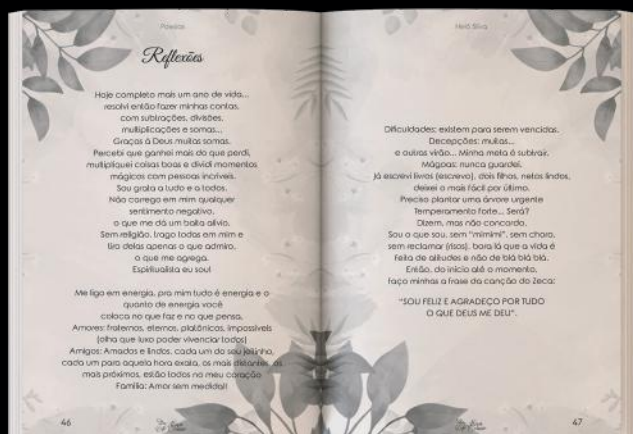 Poesias
Reflexões
Hoje completo mais um ano de vida...
resolvi então fazer minhas contas,
com subtrações, divisões,
multiplicações e somas...
Graças à Deus muitas somas.
Percebi que ganhei mais do que perdi,
multipliquei coisas boas e dividi momentos
mágicos com pessoas incríveis.
Sou grata a tudo e a todos.
Não carrego em mim qualquer
sentimento negativo,
o que me dá um baita alívio.
Sem religião, trago todas em mim e
tiro delas apenas o que admiro,
o que me agrega.
Espiritualista eu sou!
Me ligo em energia, pra mim tudo é energia e o
quanto de energia você
coloca no que faz e no que pensa.
Amores: fraternos, eternos, platônicos, impossíveis
(olha que luxo poder vivenciar todos)
Amigos: Amados e lindos, cada um do seu jeitinho,
cada um para aquela hora exata, os mais distantes, os
mais próximos, estão todos no meu coração
Família: Amor sem medida!!
46
Silva
Dificuldades: existem para serem vencidas.
Decepções: muitas...
e outras virão... Minha meta é subtrair.
Mágoas: nunca guardei.
Já escrevi livros (escrevo), dois filhos, netos lindos,
deixei o mais fácil por último.
Preciso plantar uma árvore urgente
Temperamento forte... Será?
Dizem, mas não concordo.
Sou o que sou, sem "mimimi", sem choro,
sem reclamar (risos), bora lá que a vida é
feita de atitudes e não de blá blá blá.
Então, do início até o momento,
faço minhas a frase da canção do Zeca:
"SOU FELIZ E AGRADEÇO POR TUDO
O QUE DEUS ME DEU".
47